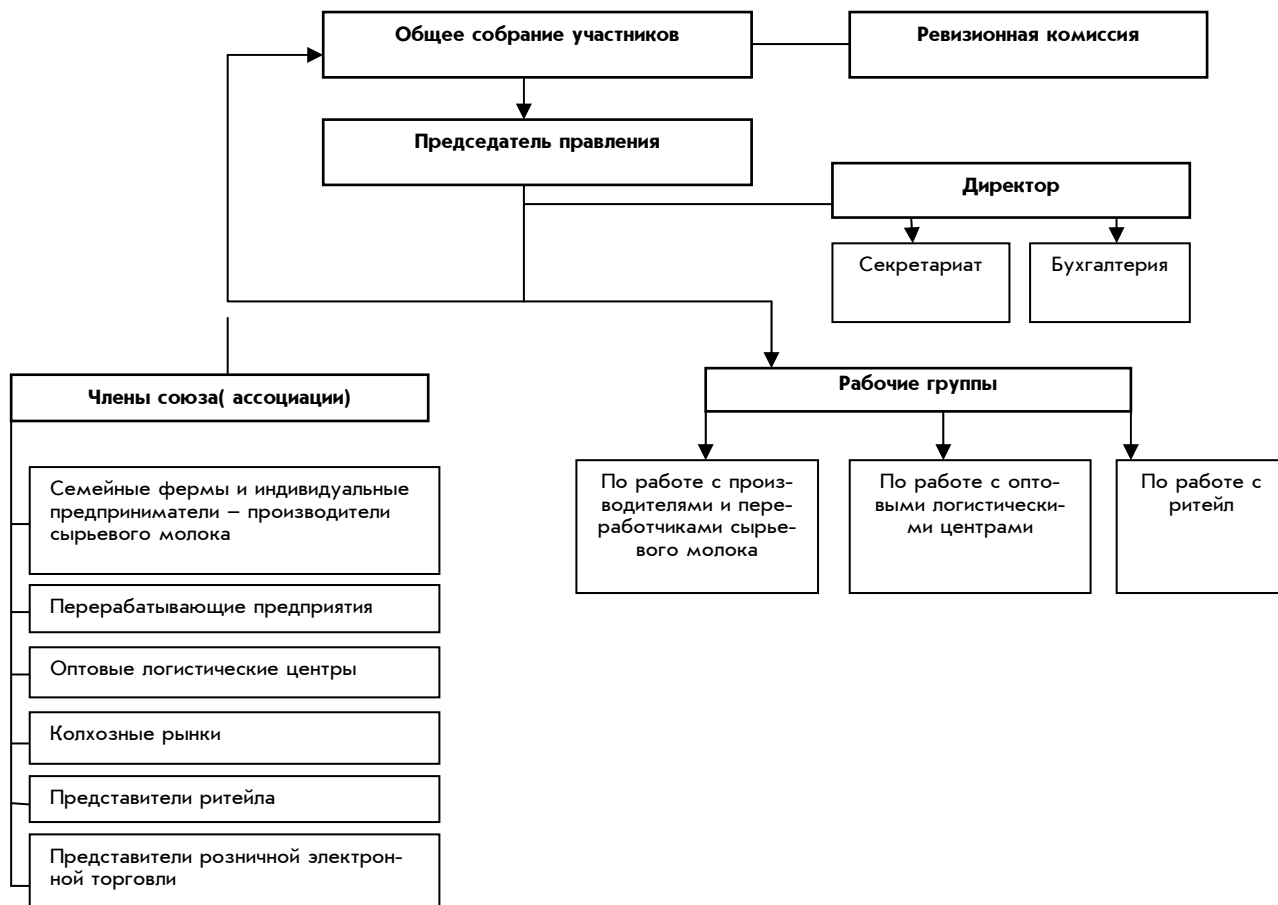 Общее собрание участников
Ревизионная комиссия
Председатель правления
Директор
Секретариат
Бухгалтерия
Члены союза( ассоциации)
Рабочие группы
Семейные фермы и индивидуальные
предприниматели – производители
сырьевого молока
Перерабатывающие предприятия
Оптовые логистические центры
Колхозные рынки
Представители ритейла
Представители розничной электрон-
ной торговли
По работе с произ-
водителями и пере-
работчиками сырье-
вого молока
По работе с опто-
выми логистически-
ми центрами
По работе с
ритейл